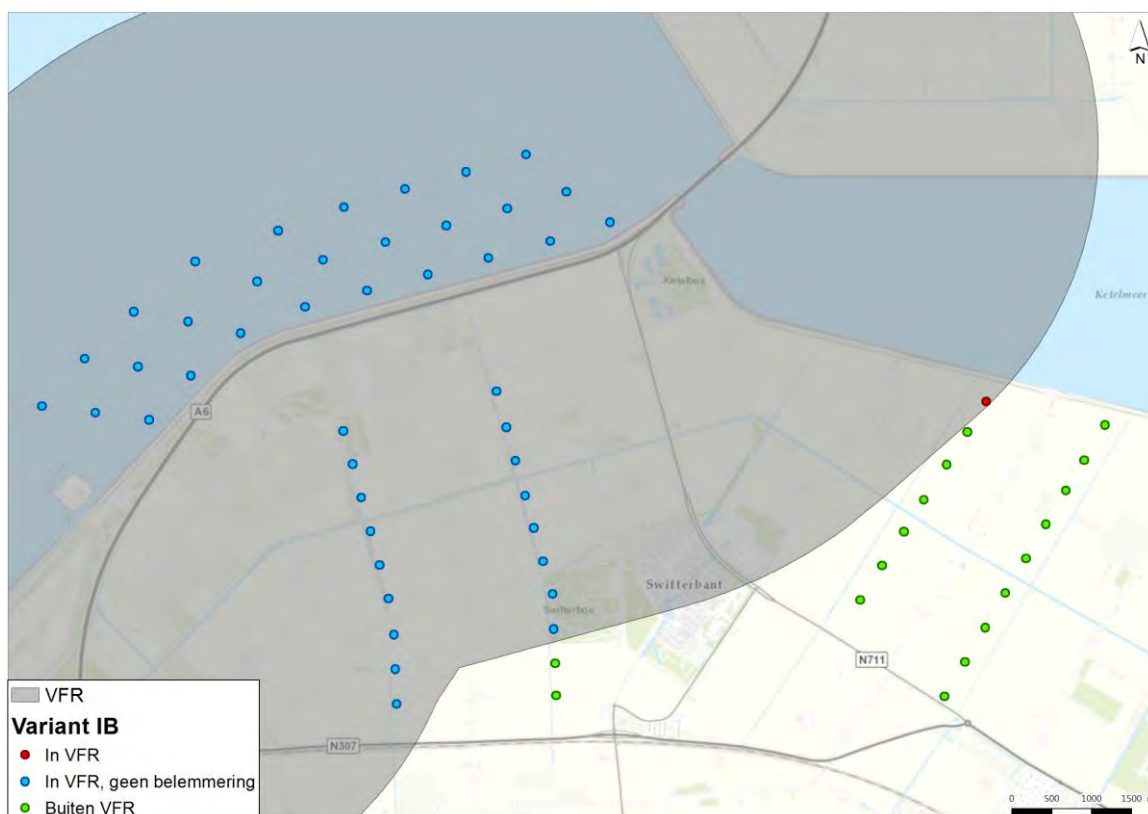 N
Ketelbos
Ketelmeer
A6
Swifterbant
Swifterbos
N711
N307
VFR
Variant IB
In VFR
In VFR, geen belemmering
Buiten VFR
0 500 1000 1500